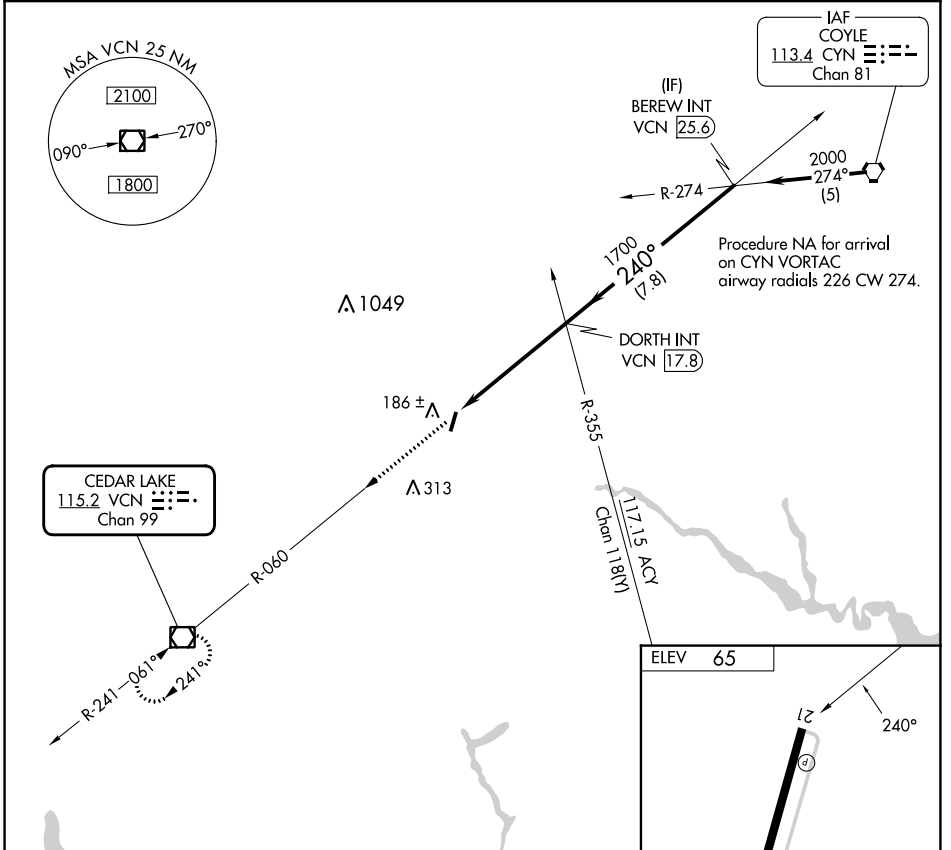 MSA VCN 25 NM
2100
090°
270°
1800
IAF
COYLE
113.4 CYN
Chan 81
(IF)
BEREW INT
VCN 25.6
R-274
2000
274°
(5)
1700
240°
(7.8)
Procedure NA for arrival
on CYN VORTAC
airway radials 226 CW 274.
1049
DORTH INT
VCN 17.8
186 ±
R-355
313
CEDAR LAKE
115.2 VCN
Chan 99
117.15 ACY
Chan 118(Y)
R-060
R-241
061°
241°
ELEV 65
21
240°
P